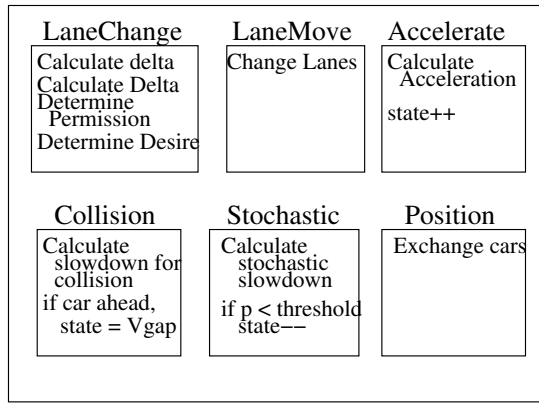 LaneChange
Calculate delta
Calculate Delta
Determine
Permission
Determine Desire
LaneMove
Change Lanes
Accelerate
Calculate
Acceleration
state++
Collision
Calculate
slowdown for
collision
if car ahead,
state = Vgap
Stochastic
Calculate
stochastic
slowdown
if p < threshold
state−−
Position
Exchange cars